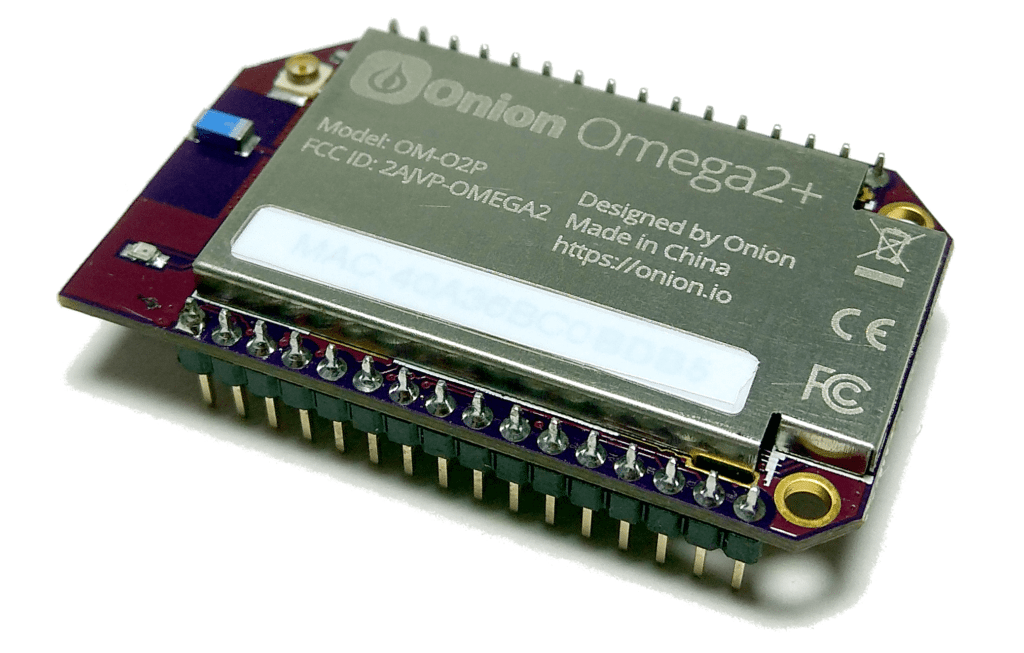 Onion Omega2+
Model: OM-O2P
FCC ID: 2AJVP-OMEGA2
Designed by Onion
Made in China
https://onion.io
MAC:
CE
FC